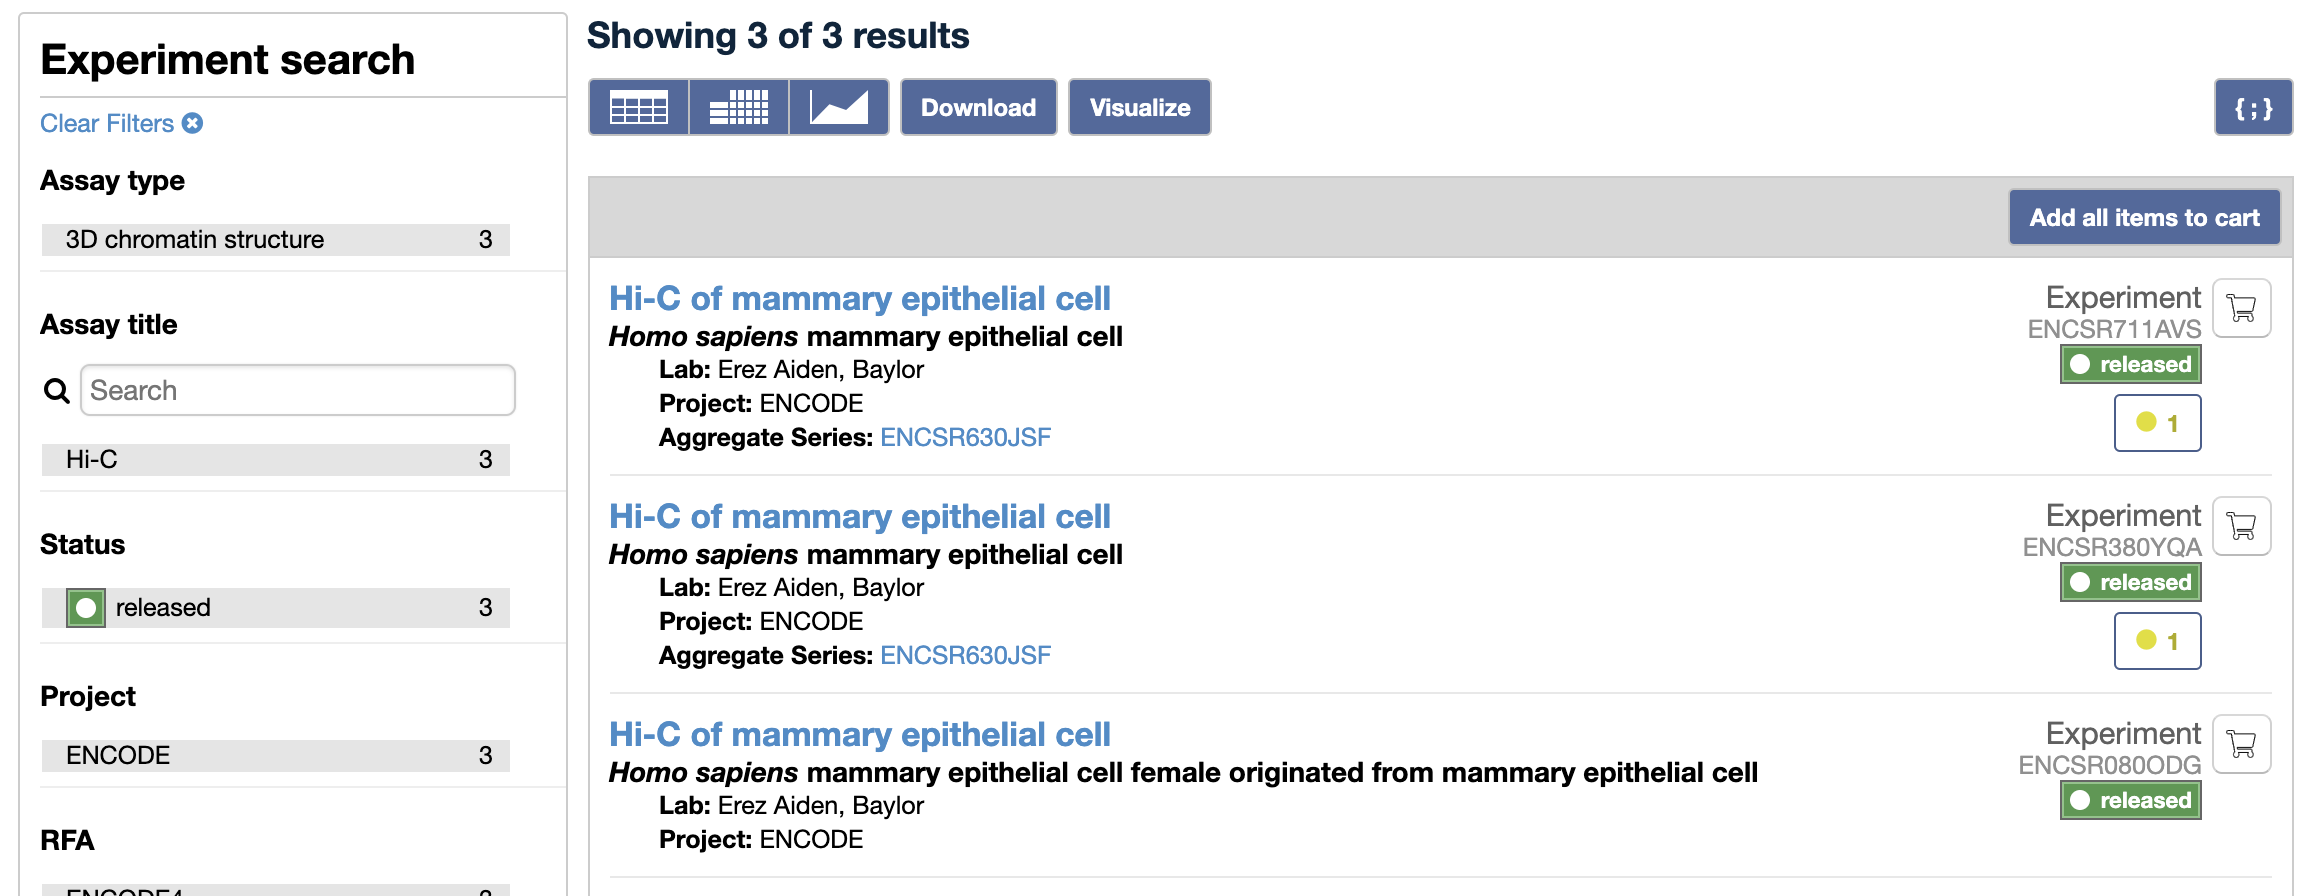 Experiment search
Clear Filters
Assay type
3D chromatin structure 3
Assay title
Search
Hi-C 3
Status
released 3
Project
ENCODE 3
RFA
ENCODE4
Showing 3 of 3 results
Download
Visualize
{ ; }
Add all items to cart
Hi-C of mammary epithelial cell
Homo sapiens mammary epithelial cell
Lab: Erez Aiden, Baylor
Project: ENCODE
Aggregate Series: ENCSR630JSF
Experiment
ENCSR711AVS
released
1
Hi-C of mammary epithelial cell
Homo sapiens mammary epithelial cell
Lab: Erez Aiden, Baylor
Project: ENCODE
Aggregate Series: ENCSR630JSF
Experiment
ENCSR380YQA
released
1
Hi-C of mammary epithelial cell
Homo sapiens mammary epithelial cell female originated from mammary epithelial cell
Lab: Erez Aiden, Baylor
Project: ENCODE
Experiment
ENCSR080ODG
released